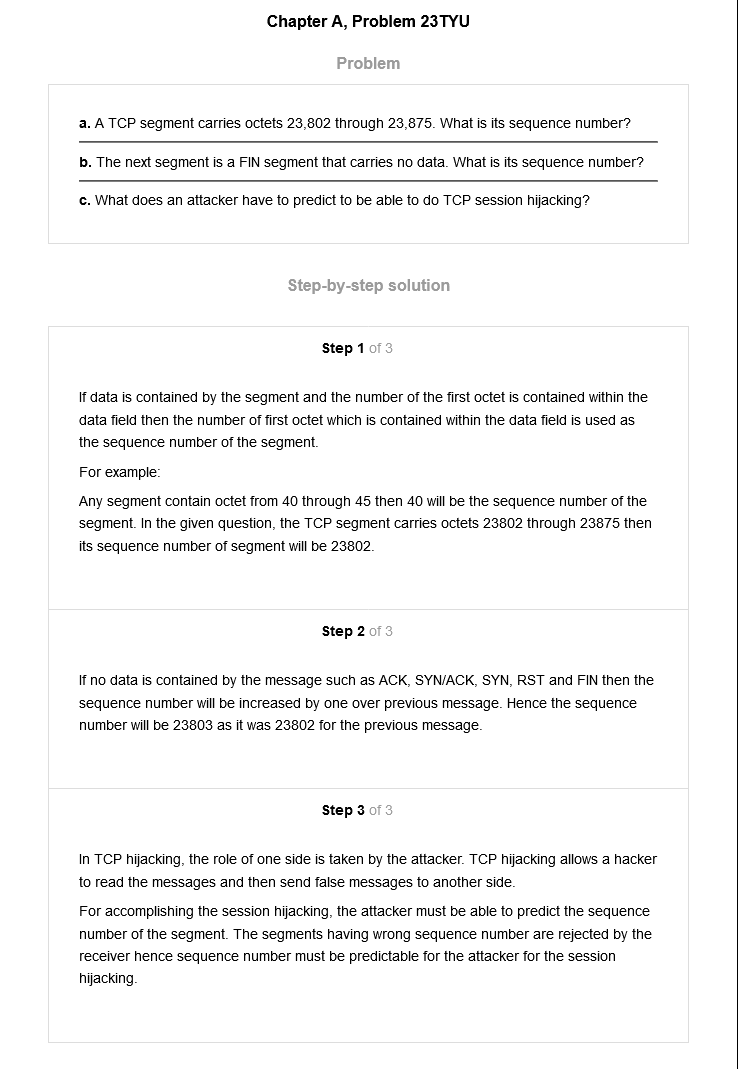 Chapter A, Problem 23TYU
Problem
a. A TCP segment carries octets 23,802 through 23,875. What is its sequence number?
b. The next segment is a FIN segment that carries no data. What is its sequence number?
c. What does an attacker have to predict to be able to do TCP session hijacking?
Step-by-step solution
Step 1 of 3
If data is contained by the segment and the number of the first octet is contained within the
data field then the number of first octet which is contained within the data field is used as
the sequence number of the segment.
For example:
Any segment contain octet from 40 through 45 then 40 will be the sequence number of the
segment. In the given question, the TCP segment carries octets 23802 through 23875 then
its sequence number of segment will be 23802.
Step 2 of 3
If no data is contained by the message such as ACK, SYN/ACK, SYN, RST and FIN then the
sequence number will be increased by one over previous message. Hence the sequence
number will be 23803 as it was 23802 for the previous message.
Step 3 of 3
In TCP hijacking, the role of one side is taken by the attacker. TCP hijacking allows a hacker
to read the messages and then send false messages to another side.
For accomplishing the session hijacking, the attacker must be able to predict the sequence
number of the segment. The segments having wrong sequence number are rejected by the
receiver hence sequence number must be predictable for the attacker for the session
hijacking.